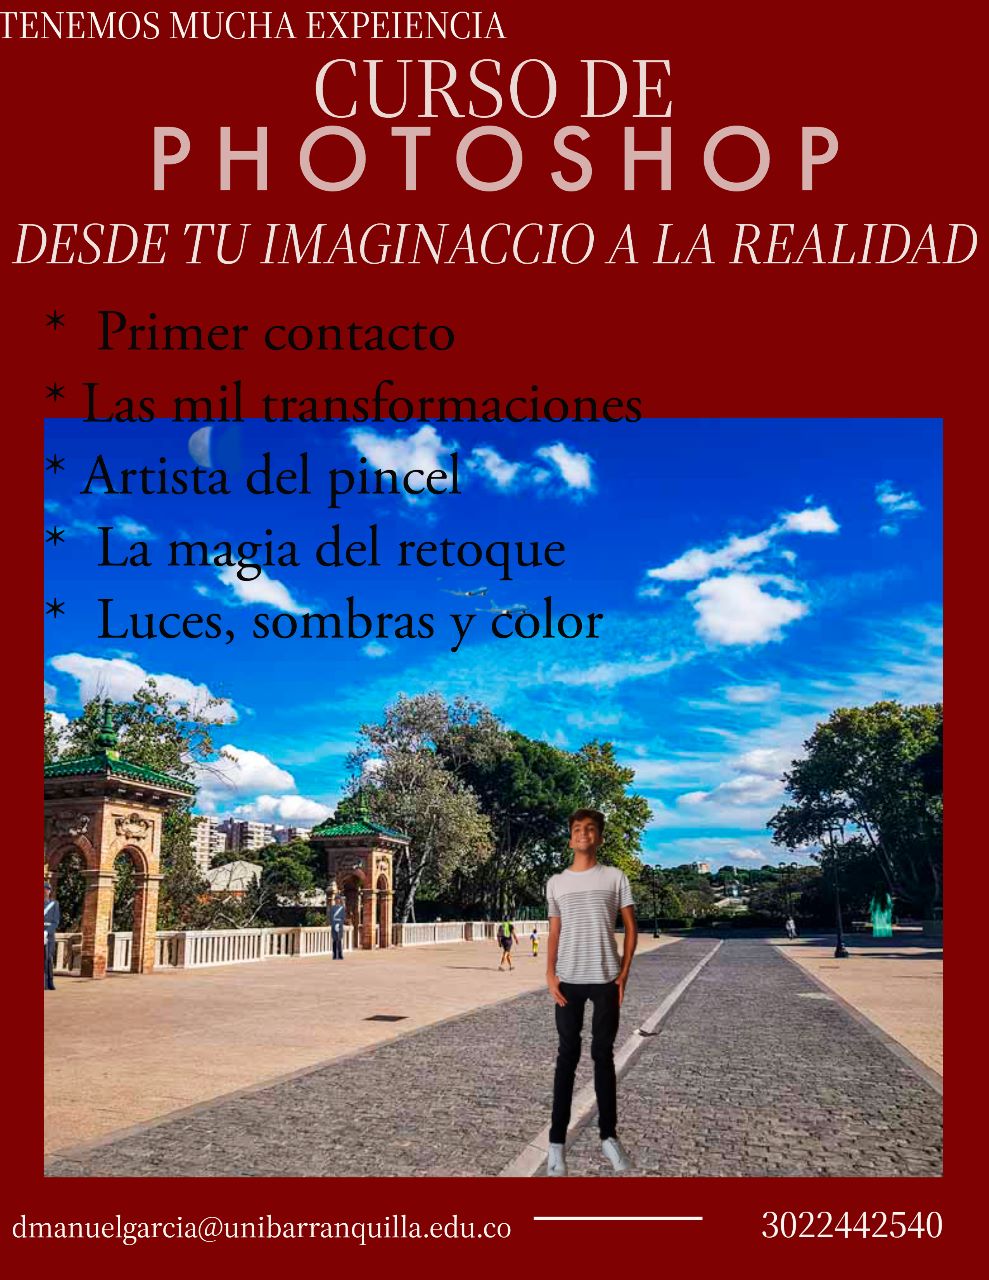 TENEMOS MUCHA EXPEIENCIA
CURSO DE
PHOTOSHOP
DESDE TU IMAGINACCIO A LA REALIDAD
* Primer contacto
* Las mil transformaciones
* Artista del pincel
* La magia del retoque
* Luces, sombras y color
dmanuelgarcia@unibarranquilla.edu.co
3022442540